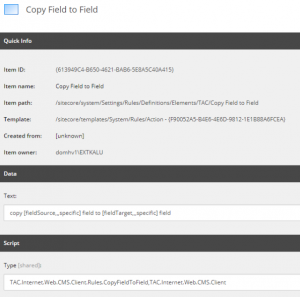 Copy Field to Field
Quick Info
Item ID: {613949C4-B650-4621-BAB6-5E8A5C40A415}
Item name: Copy Field to Field
Item path: /sitecore/system/Settings/Rules/Definitions/Elements/TAC/Copy Field to Field
Template: /sitecore/templates/System/Rules/Action - {F90052A5-B4E6-4E6D-9812-1E1B88A6FCEA}
Created from: [unknown]
Item owner: domhv1\EXTKALU
Data
Text:
copy [fieldSource,,,specific] field to [fieldTarget,,,specific] field
Script
Type [shared]:
TAC.Internet.Web.CMS.Client.Rules.CopyFieldToField,TAC.Internet.Web.CMS.Client